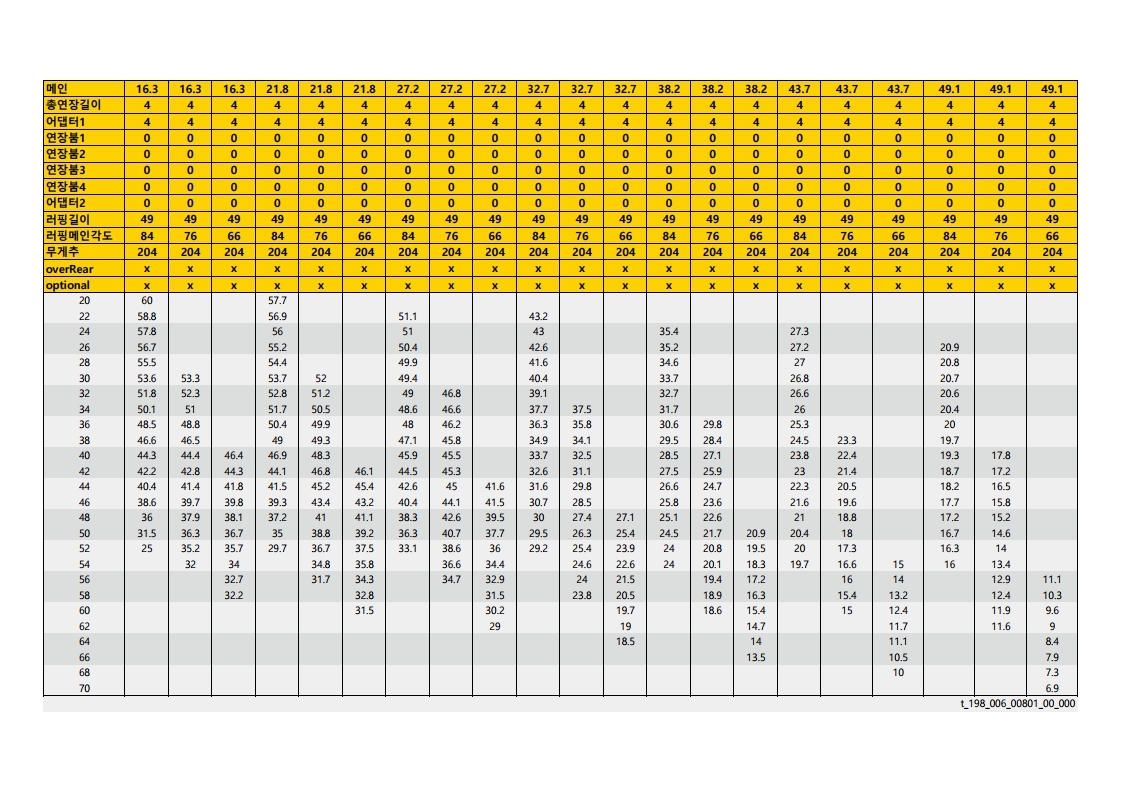 메인 16.3 16.3 16.3 21.8 21.8 21.8 27.2 27.2 27.2 32.7 32.7 32.7 38.2 38.2 38.2 43.7 43.7 43.7 49.1 49.1 49.1
총연장길이 4 4 4 4 4 4 4 4 4 4 4 4 4 4 4 4 4 4 4 4 4
어댑터1 4 4 4 4 4 4 4 4 4 4 4 4 4 4 4 4 4 4 4 4 4
연장붐1 0 0 0 0 0 0 0 0 0 0 0 0 0 0 0 0 0 0 0 0 0
연장붐2 0 0 0 0 0 0 0 0 0 0 0 0 0 0 0 0 0 0 0 0 0
연장붐3 0 0 0 0 0 0 0 0 0 0 0 0 0 0 0 0 0 0 0 0 0
연장붐4 0 0 0 0 0 0 0 0 0 0 0 0 0 0 0 0 0 0 0 0 0
어댑터2 0 0 0 0 0 0 0 0 0 0 0 0 0 0 0 0 0 0 0 0 0
러핑길이 49 49 49 49 49 49 49 49 49 49 49 49 49 49 49 49 49 49 49 49 49
러핑메인각도 84 76 66 84 76 66 84 76 66 84 76 66 84 76 66 84 76 66 84 76 66
무게추 204 204 204 204 204 204 204 204 204 204 204 204 204 204 204 204 204 204 204 204 204
overRear x x x x x x x x x x x x x x x x x x x x x
optional x x x x x x x x x x x x x x x x x x x x x
20 60 57.7
22 58.8 56.9 51.1 43.2
24 57.8 56 51 43 35.4 27.3
26 56.7 55.2 50.4 42.6 35.2 27.2 20.9
28 55.5 54.4 49.9 41.6 34.6 27 20.8
30 53.6 53.3 53.7 52 49.4 40.4 33.7 26.8 20.7
32 51.8 52.3 52.8 51.2 49 46.8 39.1 32.7 26.6 20.6
34 50.1 51 51.7 50.5 48.6 46.6 37.7 37.5 31.7 26 20.4
36 48.5 48.8 50.4 49.9 48 46.2 36.3 35.8 30.6 29.8 25.3 20
38 46.6 46.5 49 49.3 47.1 45.8 34.9 34.1 29.5 28.4 24.5 23.3 19.7
40 44.3 44.4 46.4 46.9 48.3 45.9 45.5 33.7 32.5 28.5 27.1 23.8 22.4 19.3 17.8
42 42.2 42.8 44.3 44.1 46.8 46.1 44.5 45.3 32.6 31.1 27.5 25.9 23 21.4 18.7 17.2
44 40.4 41.4 41.8 41.5 45.2 45.4 42.6 45 41.6 31.6 29.8 26.6 24.7 22.3 20.5 18.2 16.5
46 38.6 39.7 39.8 39.3 43.4 43.2 40.4 44.1 41.5 30.7 28.5 25.8 23.6 21.6 19.6 17.7 15.8
48 36 37.9 38.1 37.2 41 41.1 38.3 42.6 39.5 30 27.4 27.1 25.1 22.6 21 18.8 17.2 15.2
50 31.5 36.3 36.7 35 38.8 39.2 36.3 40.7 37.7 29.5 26.3 25.4 24.5 21.7 20.9 20.4 18 16.7 14.6
52 25 35.2 35.7 29.7 36.7 37.5 33.1 38.6 36 29.2 25.4 23.9 24 20.8 19.5 20 17.3 16.3 14
54 32 34 34.8 35.8 36.6 34.4 24.6 22.6 24 20.1 18.3 19.7 16.6 15 16 13.4
56 32.7 31.7 34.3 34.7 32.9 24 21.5 19.4 17.2 16 14 12.9 11.1
58 32.2 32.8 31.5 23.8 20.5 18.9 16.3 15.4 13.2 12.4 10.3
60 31.5 30.2 19.7 18.6 15.4 15 12.4 11.9 9.6
62 29 19 14.7 11.7 11.6 9
64 18.5 14 11.1 8.4
66 13.5 10.5 7.9
68 10 7.3
70 6.9
t_198_006_00801_00_000